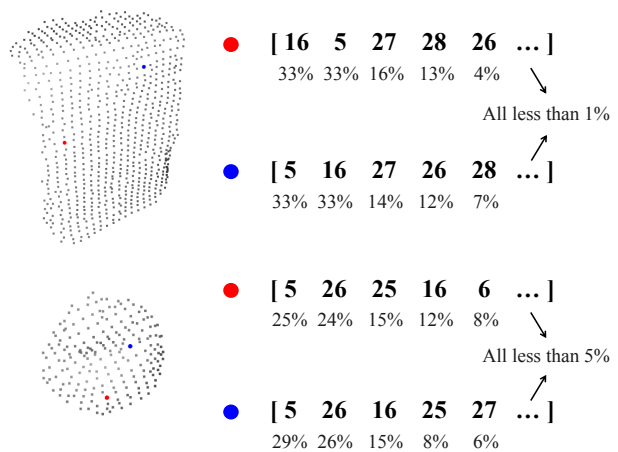 [ 16 5 27 28 26 ... ]
33% 33% 16% 13% 4%
All less than 1%
[ 5 16 27 26 28 ... ]
33% 33% 14% 12% 7%
[ 5 26 25 16 6 ... ]
25% 24% 15% 12% 8%
All less than 5%
[ 5 26 16 25 27 ... ]
29% 26% 15% 8% 6%